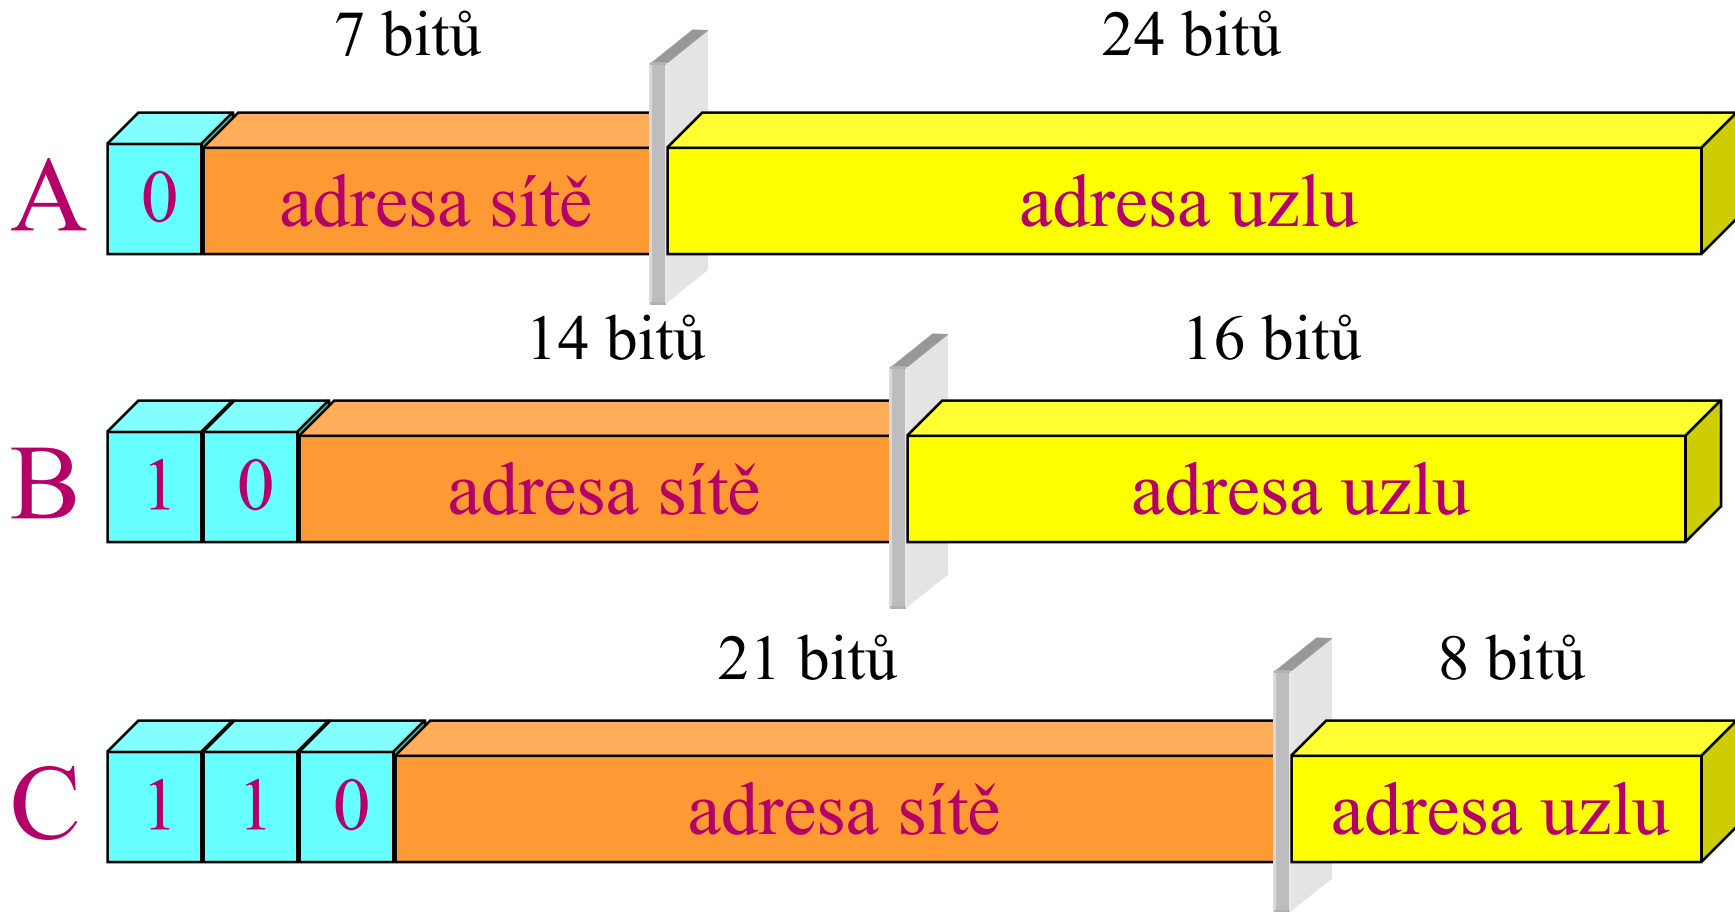 7 bitů 24 bitů
A 0 adresa sítě adresa uzlu
14 bitů 16 bitů
B 1 0 adresa sítě adresa uzlu
21 bitů 8 bitů
C 1 1 0 adresa sítě adresa uzlu